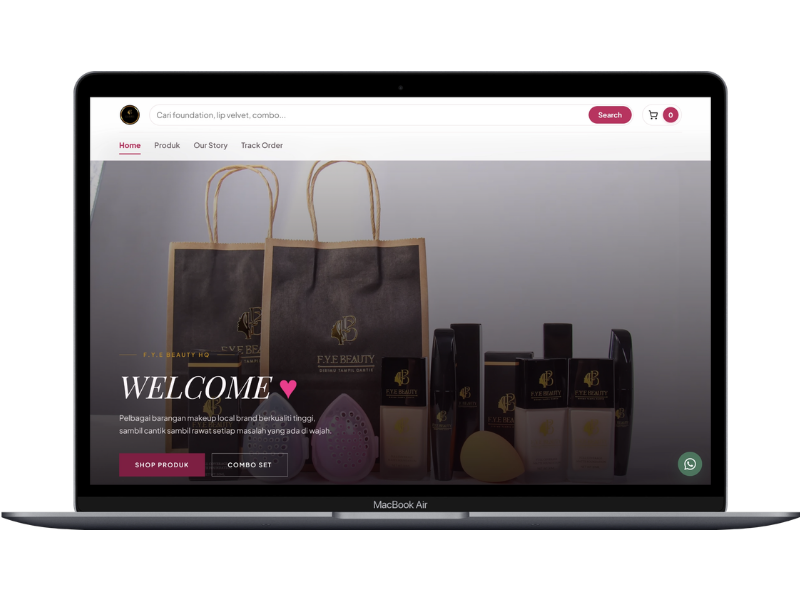 Cari foundation, lip velvet, combo...
Search
0
Home
Produk
Our Story
Track Order
F.Y.E BEAUTY
F.Y.E BEAUTY HQ
WELCOME ♥
Pelbagai barangan makeup local brand berkualiti tinggi,
sambil cantik sambil rawat setiap masalah yang ada di wajah.
SHOP PRODUK
COMBO SET
F.Y.E BEAUTY
F.Y.E BEAUTY
F.Y.E BEAUTY
MacBook Air